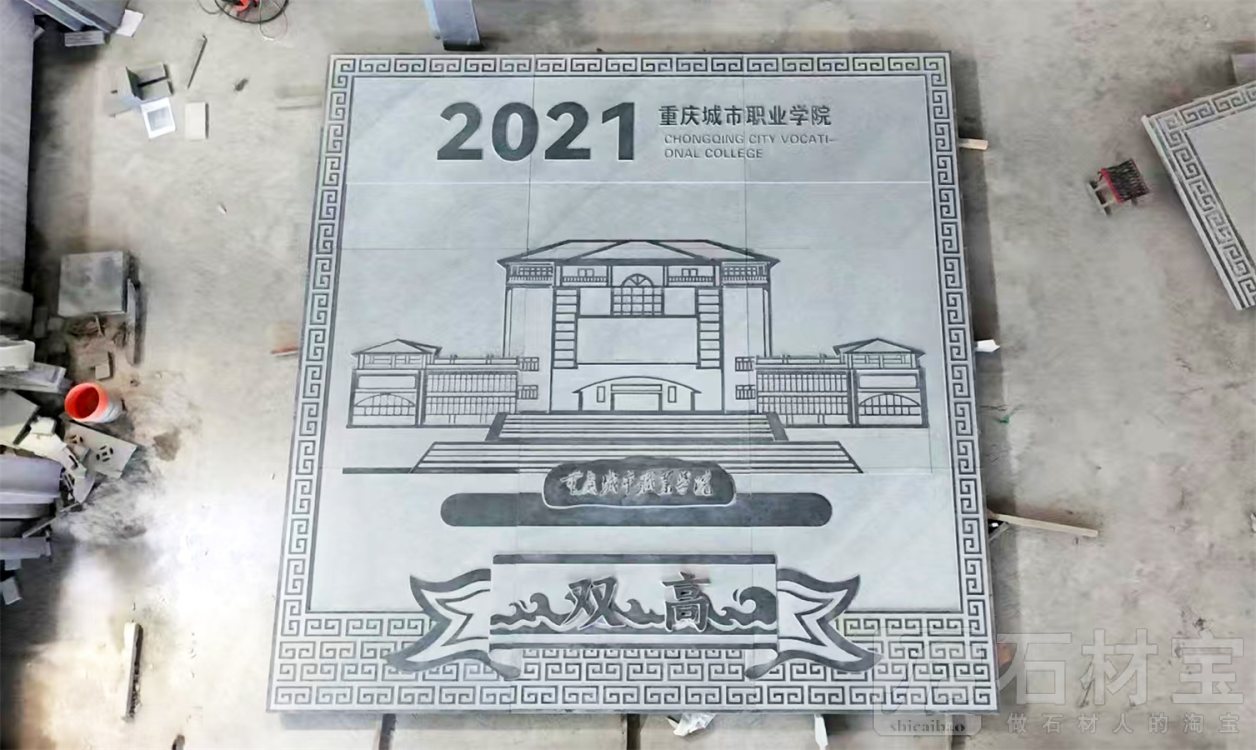 2021
重庆城市职业学院
CHONGQING CITY VOCATI-
ONAL COLLEGE
重庆城市职业学院
双高
石材宝
shicaibao
做石材人的淘宝